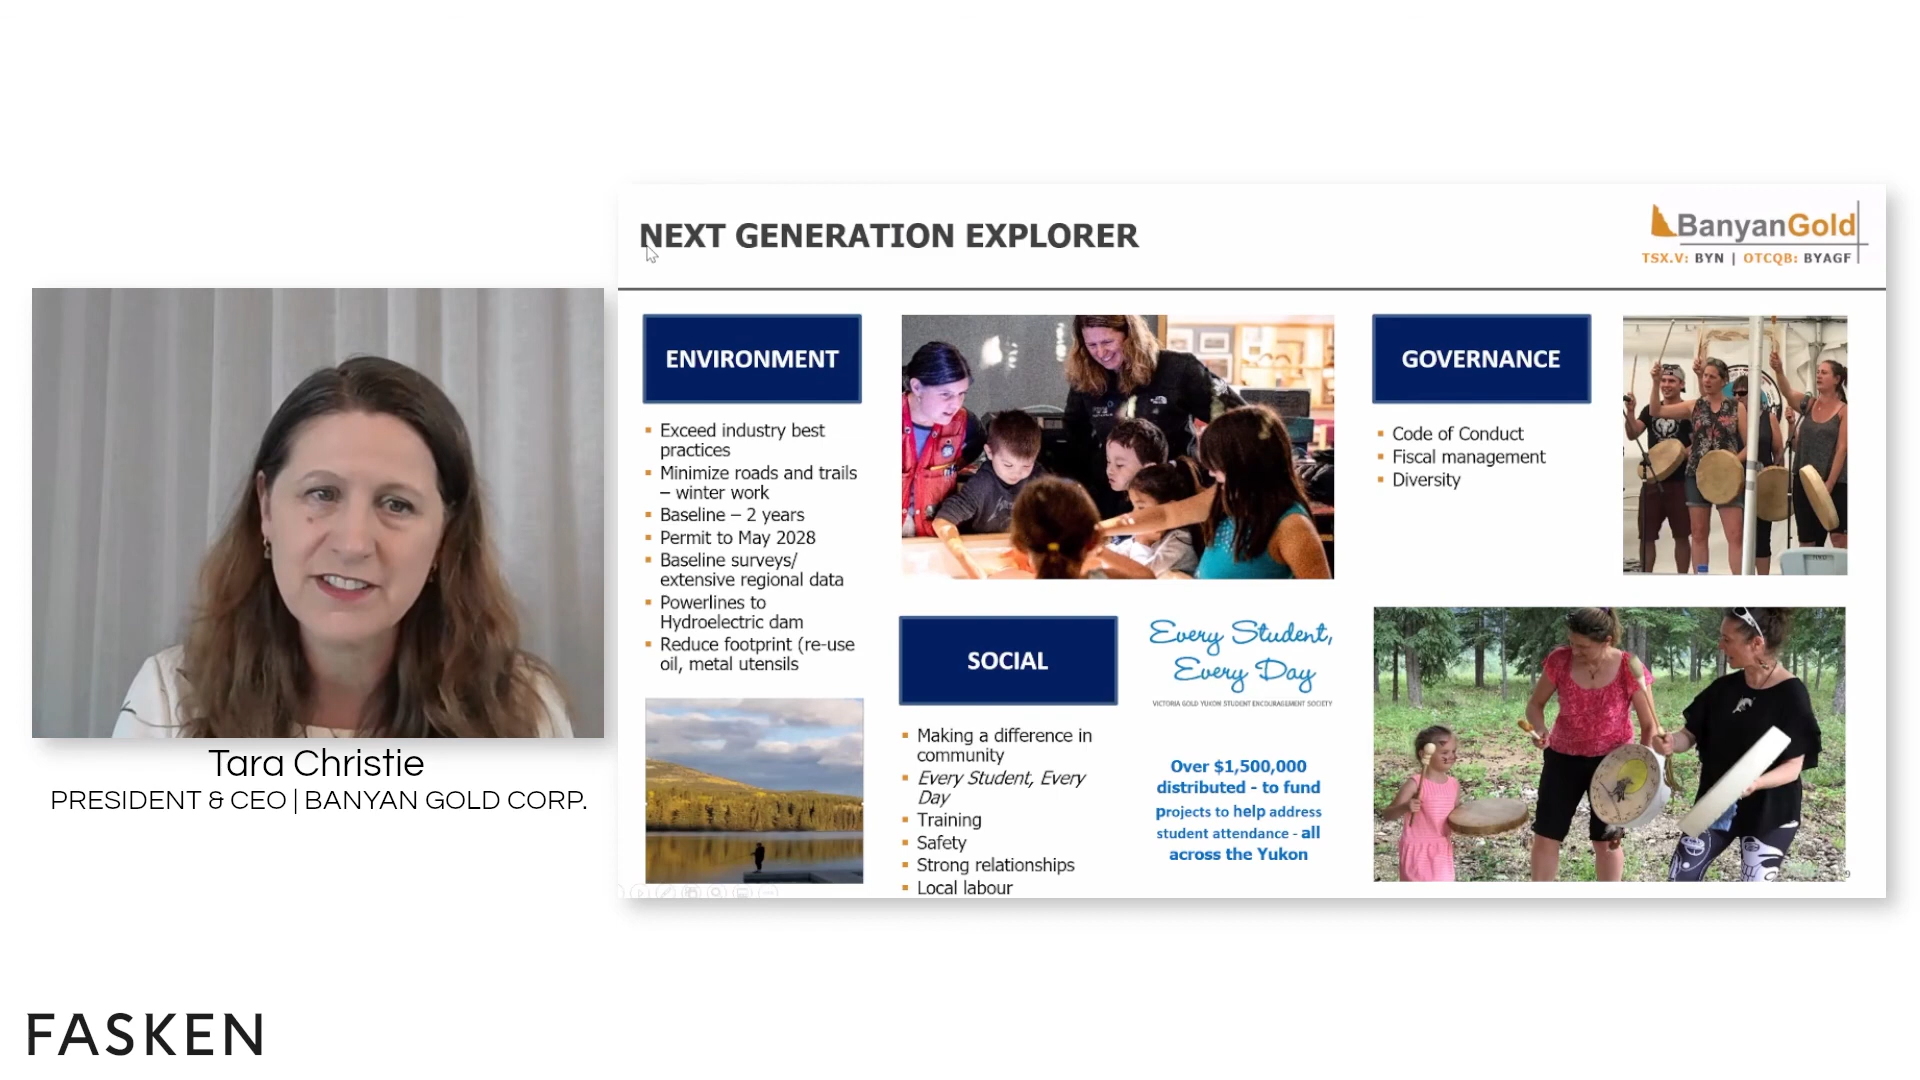 NEXT GENERATION EXPLORER
BanyanGold
TSX.V: BYN | OTCQB: BYAGF
ENVIRONMENT
▪ Exceed industry best
practices
▪ Minimize roads and trails
– winter work
▪ Baseline – 2 years
▪ Permit to May 2028
▪ Baseline surveys/
extensive regional data
▪ Powerlines to
Hydroelectric dam
▪ Reduce footprint (re-use
oil, metal utensils
SOCIAL
▪ Making a difference in
community
▪ Every Student, Every
Day
▪ Training
▪ Safety
▪ Strong relationships
▪ Local labour
Every Student,
Every Day
VICTORIA GOLD YUKON STUDENT ENCOURAGEMENT SOCIETY
Over $1,500,000
distributed - to fund
projects to help address
student attendance - all
across the Yukon
GOVERNANCE
▪ Code of Conduct
▪ Fiscal management
▪ Diversity
9
Tara Christie
PRESIDENT & CEO | BANYAN GOLD CORP.
FASKEN